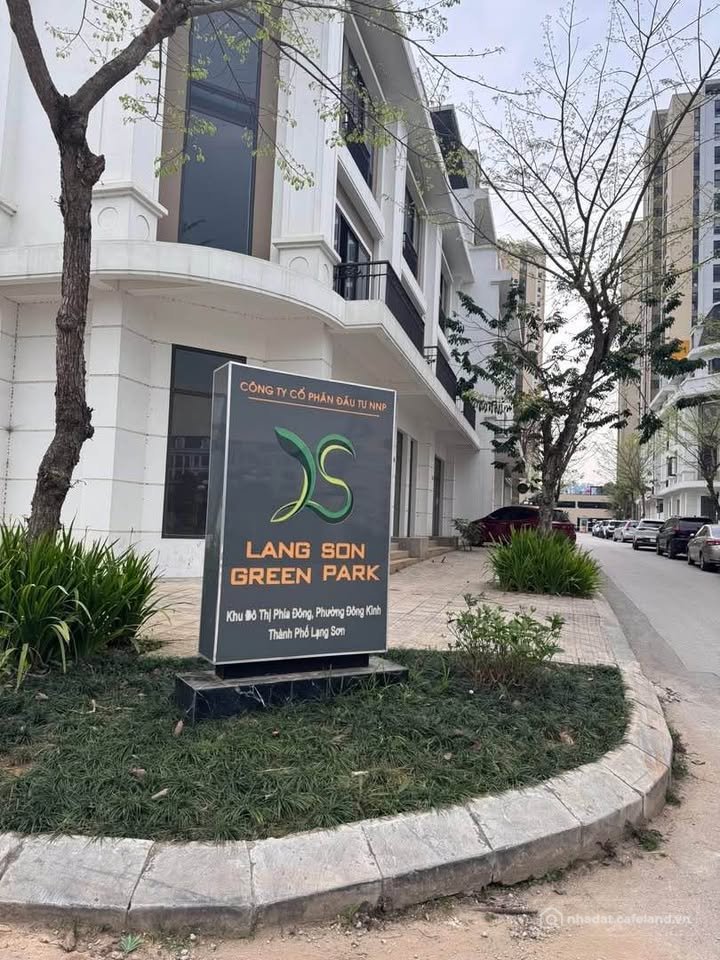 CÔNG TY CỔ PHẦN ĐẦU TƯ NNP
LS
LANG SON
GREEN PARK
Khu Đô Thị Phía Đông, Phường Đông Kinh
Thành Phố Lạng Sơn
nhadat.cafeland.vn